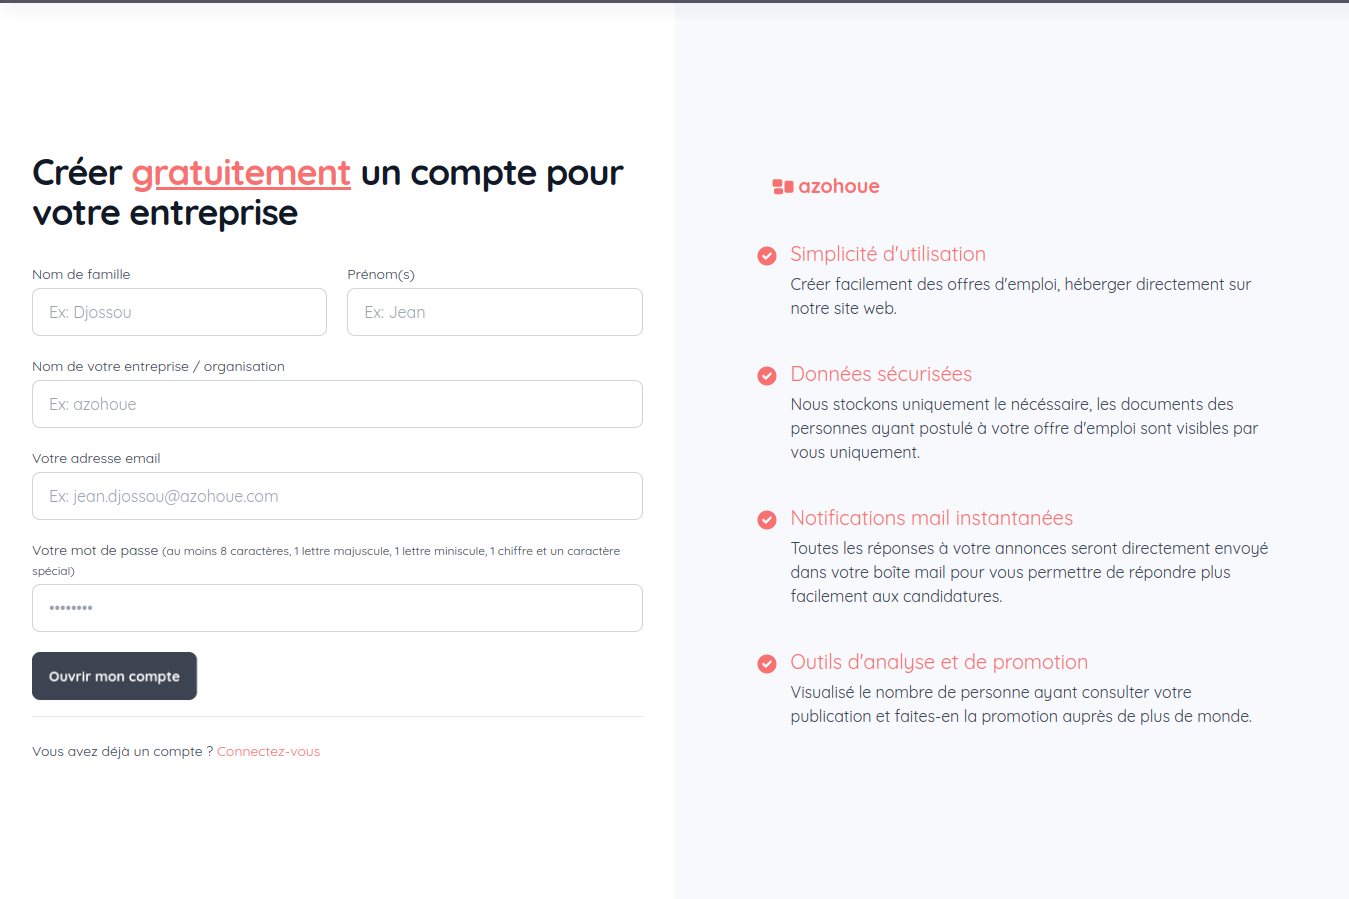 Créer gratuitement un compte pour
votre entreprise
Nom de famille
Prénom(s)
Ex: Djossou
Ex: Jean
Nom de votre entreprise / organisation
Ex: azohoue
Votre adresse email
Ex: jean.djossou@azohoue.com
Votre mot de passe (au moins 8 caractères, 1 lettre majuscule, 1 lettre miniscule, 1 chiffre et un caractère
spécial)
••••••••
Ouvrir mon compte
Vous avez déjà un compte ? Connectez-vous
azohoue
Simplicité d'utilisation
Créer facilement des offres d'emploi, héberger directement sur
notre site web.
Données sécurisées
Nous stockons uniquement le nécéssaire, les documents des
personnes ayant postulé à votre offre d'emploi sont visibles par
vous uniquement.
Notifications mail instantanées
Toutes les réponses à votre annonces seront directement envoyé
dans votre boîte mail pour vous permettre de répondre plus
facilement aux candidatures.
Outils d'analyse et de promotion
Visualisé le nombre de personne ayant consulter votre
publication et faites-en la promotion auprès de plus de monde.